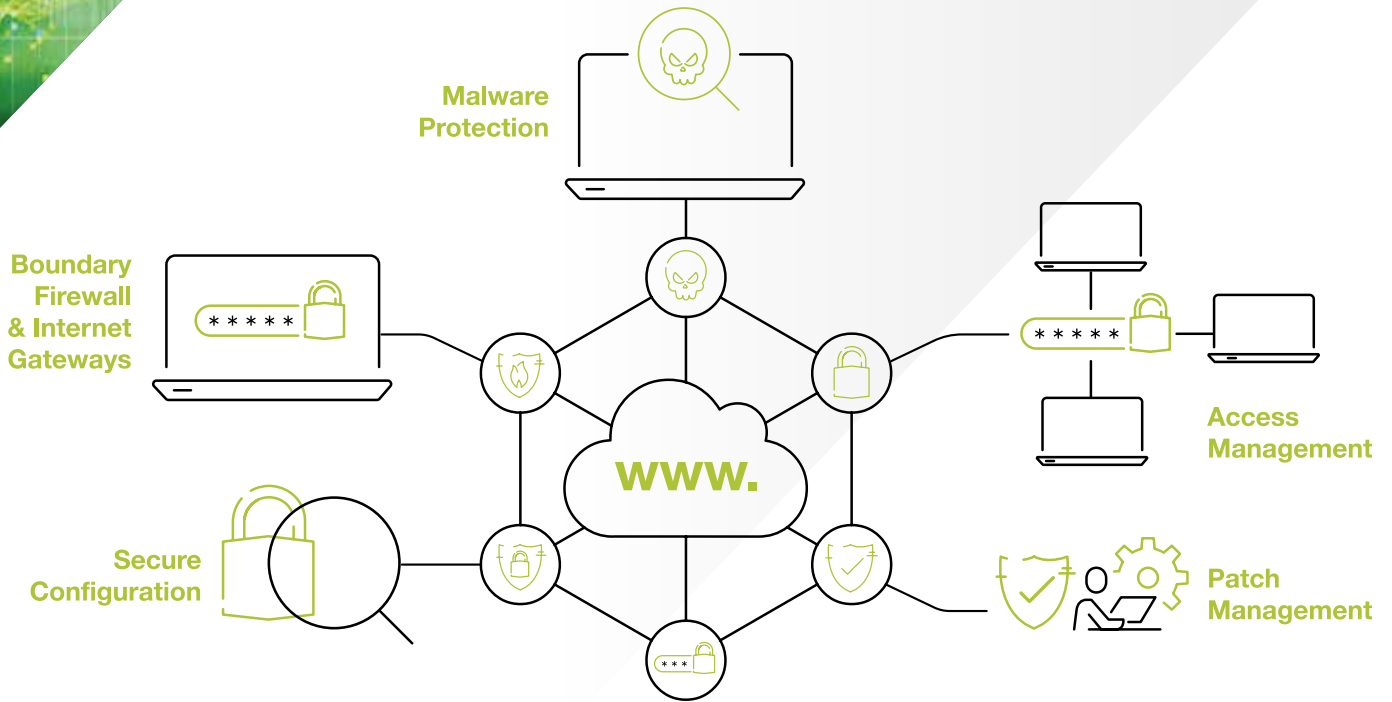 Malware
Protection
Boundary
Firewall
& Internet
Gateways
* * * * *
* * * * *
Access
Management
www.
Secure
Configuration
Patch
Management
* * *